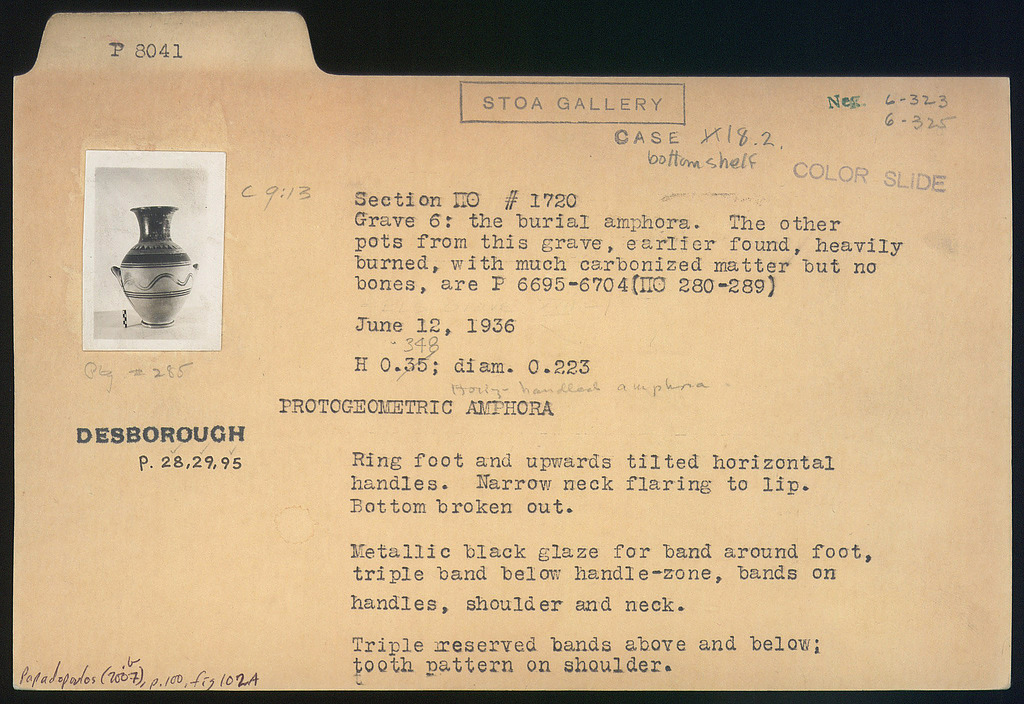 P 8041
STOA GALLERY
Neg. 6-323
6-325
CASE X18.2.
bottom shelf
COLOR SLIDE
C 9:13
Section ΠΘ # 1720
Grave 6: the burial amphora. The other
pots from this grave, earlier found, heavily
burned, with much carbonized matter but no
bones, are P 6695-6704(ΠΘ 280-289)
June 12, 1936
348
H 0.35; diam. 0.223
Ptg # 285
Horiz-handled amphora
PROTOGEOMETRIC AMPHORA
DESBOROUGH
P. 28,29,95
Ring foot and upwards tilted horizontal
handles. Narrow neck flaring to lip.
Bottom broken out.
Metallic black glaze for band around foot,
triple band below handle-zone, bands on
handles, shoulder and neck.
Triple reserved bands above and below;
tooth pattern on shoulder.
Papadopoulos (2007), p.100, fig 102A